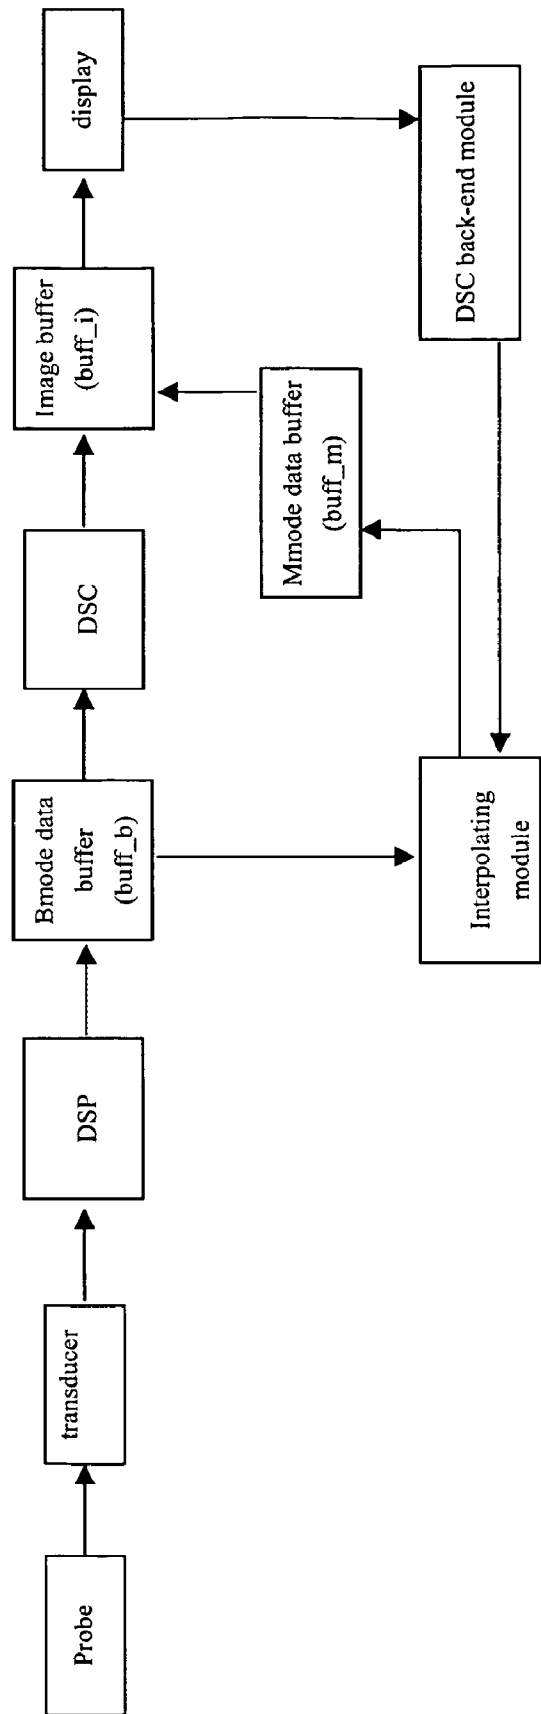 Probe
transducer
DSP
Bmode data
buffer
(buff_b)
DSC
Image buffer
(buff_i)
display
Mmode data buffer
(buff_m)
Interpolating
module
DSC back-end module